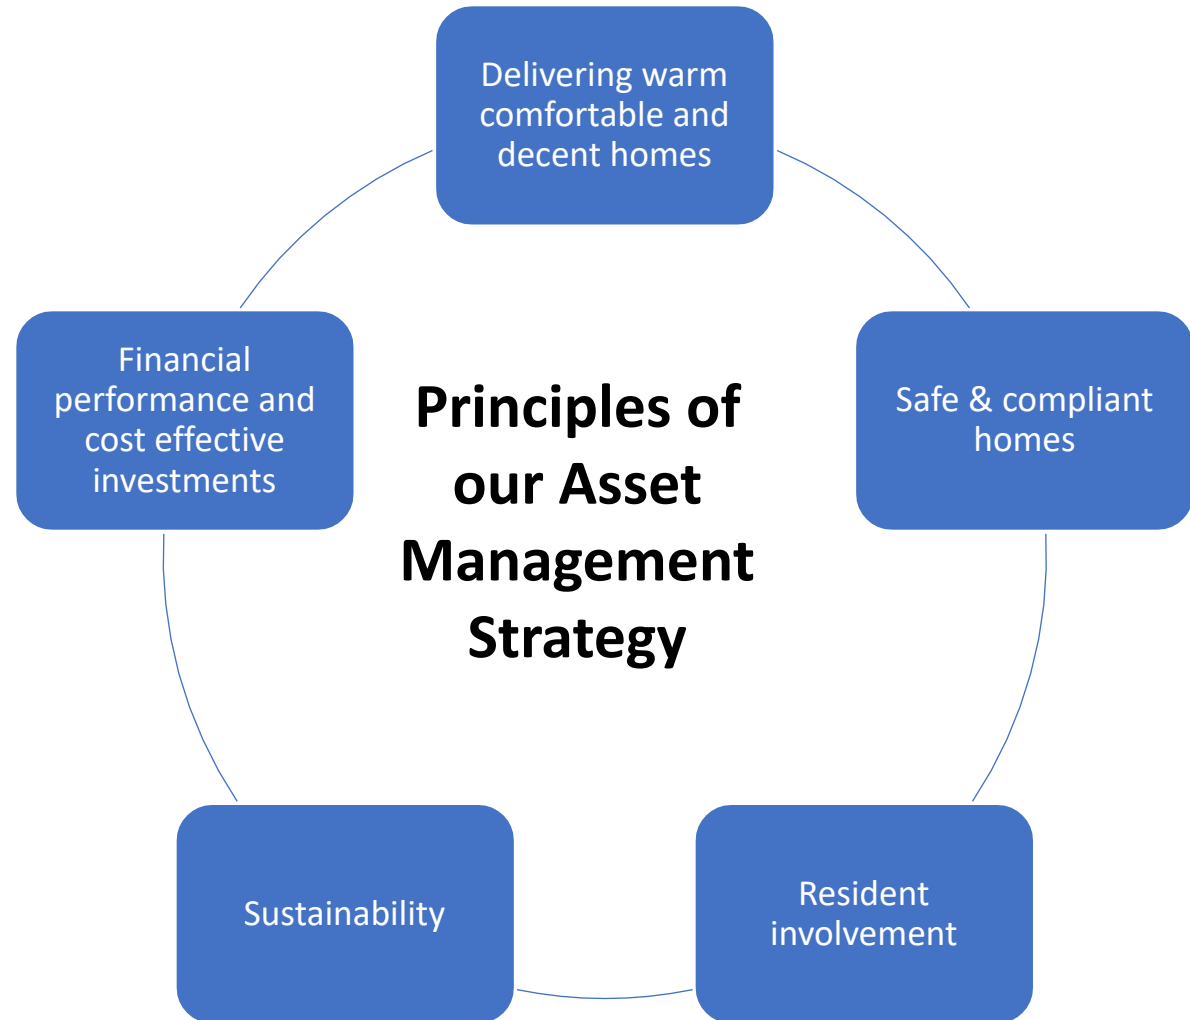 Delivering warm
comfortable and
decent homes
Safe & compliant
homes
Resident
involvement
Sustainability
Financial
performance and
cost effective
investments
Principles of
our Asset
Management
Strategy